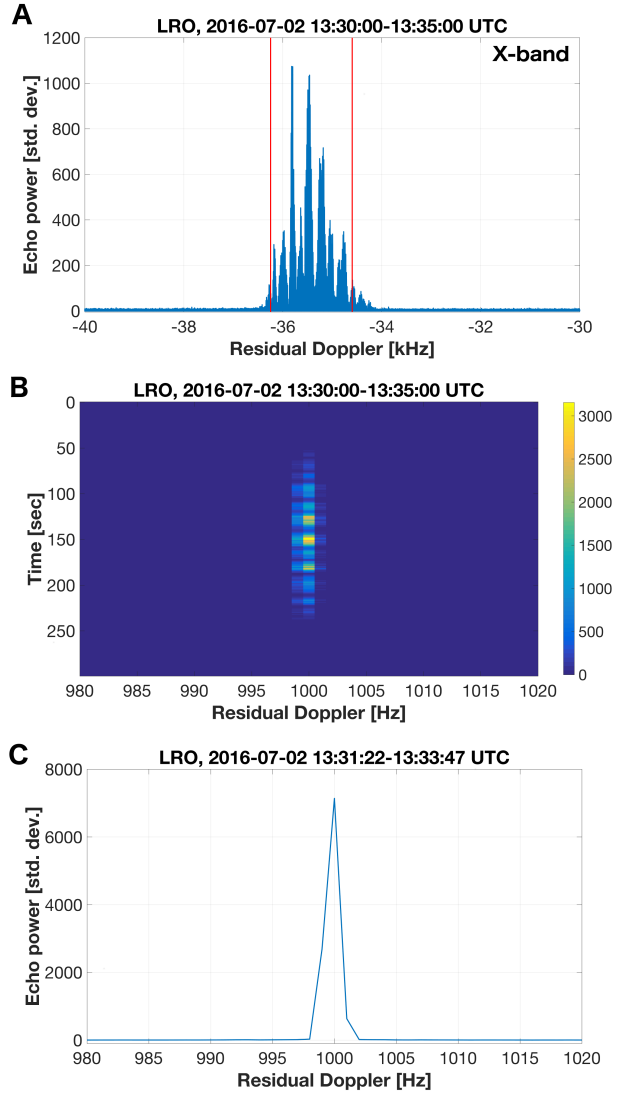 A
LRO, 2016-07-02 13:30:00-13:35:00 UTC
X-band
Echo power [std. dev.]
1200
1000
800
600
400
200
0
-40 -38 -36 -34 -32 -30
Residual Doppler [kHz]
B
LRO, 2016-07-02 13:30:00-13:35:00 UTC
Time [sec]
0
50
100
150
200
250
980 985 990 995 1000 1005 1010 1015 1020
Residual Doppler [Hz]
3000
2500
2000
1500
1000
500
0
C
LRO, 2016-07-02 13:31:22-13:33:47 UTC
Echo power [std. dev.]
8000
6000
4000
2000
0
980 985 990 995 1000 1005 1010 1015 1020
Residual Doppler [Hz]